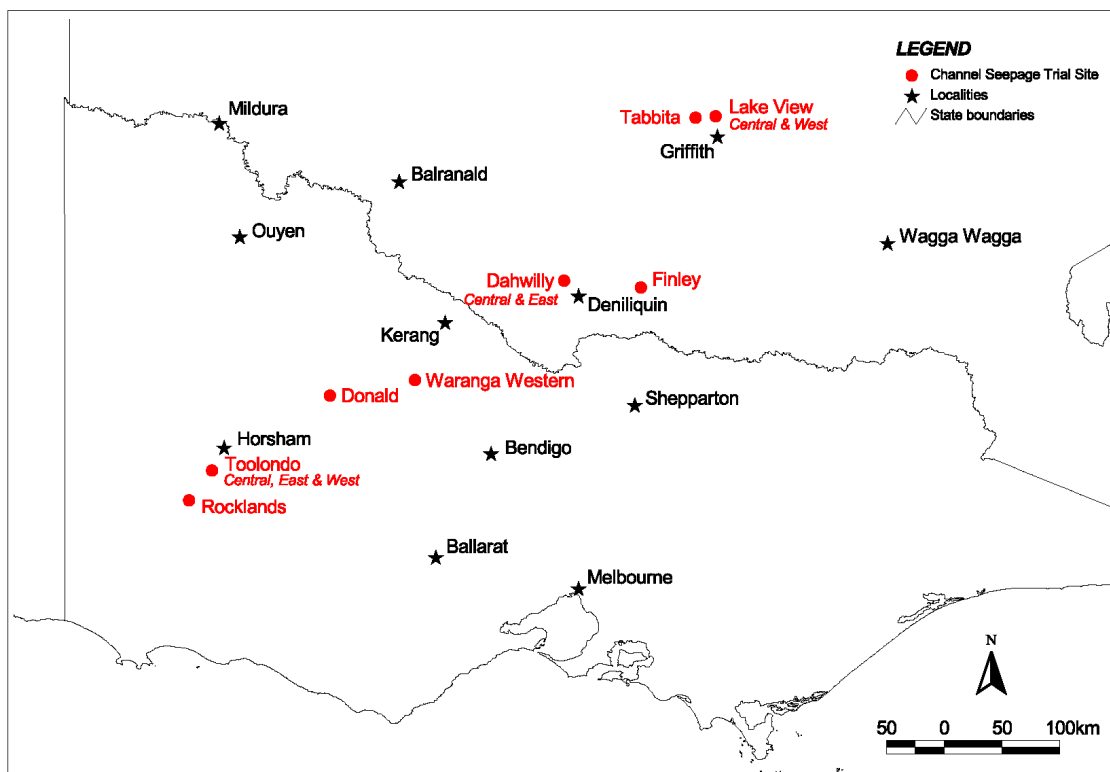 LEGEND
Channel Seepage Trial Site
Localities
State boundaries
Mildura
Tabbita
Lake View
Central & West
Griffith
Balranald
Ouyen
Wagga Wagga
Dahwilly
Central & East
Finley
Deniliquin
Kerang
Waranga Western
Donald
Shepparton
Horsham
Bendigo
Toolondo
Central, East & West
Rocklands
Ballarat
Melbourne
N
50 0 50 100km